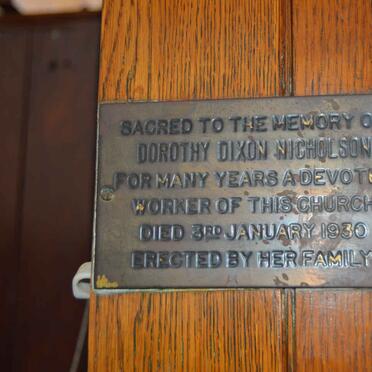 SACRED TO THE MEMORY O
DOROTHY DIXON NICHOLSON
FOR MANY YEARS A DEVOT
WORKER OF THIS CHURCH
DIED 3RD JANUARY 1930
ERECTED BY HER FAMILY